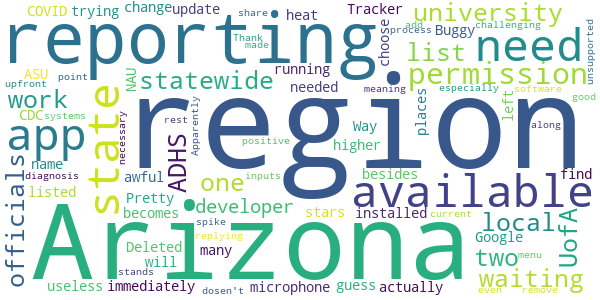 COVID trying change update heat Tracker choose share add process Buggy university challenging
Thank made
reporting need
ASU point NAU statewide running needed list permission unsupported
upfront
work state places left especially software good
CDC systems necessary rest Apparently meaning Way higher along
app ADHS region
name positive besides find
diagnosis awful one inputs
officials listed Pretty developer available
becomes stars installed Google local UofA
Arizona
Deleted will spike replying many current two menu
useless immediately stands dosen't microphone guess actually waiting even remove